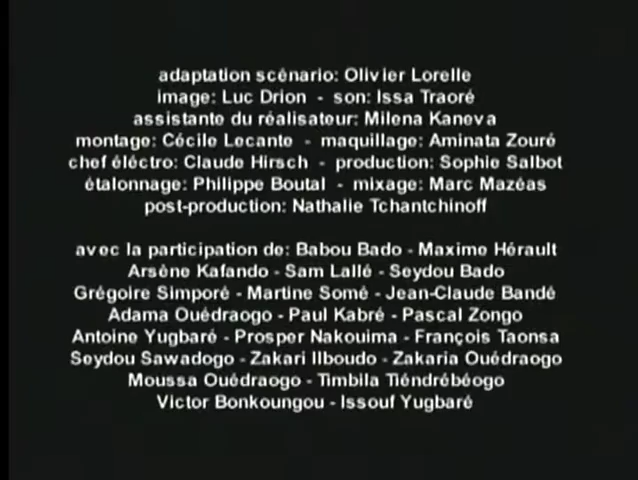 adaptation scénario: Olivier Lorelle
image: Luc Drion - son: Issa Traoré
assistante du réalisateur: Milena Kaneva
montage: Cécile Lecante - maquillage: Aminata Zouré
chef éléctro: Claude Hirsch - production: Sophie Salbot
étalonnage: Philippe Boutal - mixage: Marc Mazéas
post-production: Nathalie Tchantchinoff
avec la participation de: Babou Bado - Maxime Hérault
Arsène Kafando - Sam Lallé - Seydou Bado
Grégoire Simporé - Martine Somé - Jean-Claude Bandé
Adama Ouédraogo - Paul Kabré - Pascal Zongo
Antoine Yugbaré - Prosper Nakouima - François Taonsa
Seydou Sawadogo - Zakari Ilboudo - Zakaria Ouédraogo
Moussa Ouédraogo - Timbila Tiéndrébéogo
Victor Bonkoungou - Issouf Yugbaré